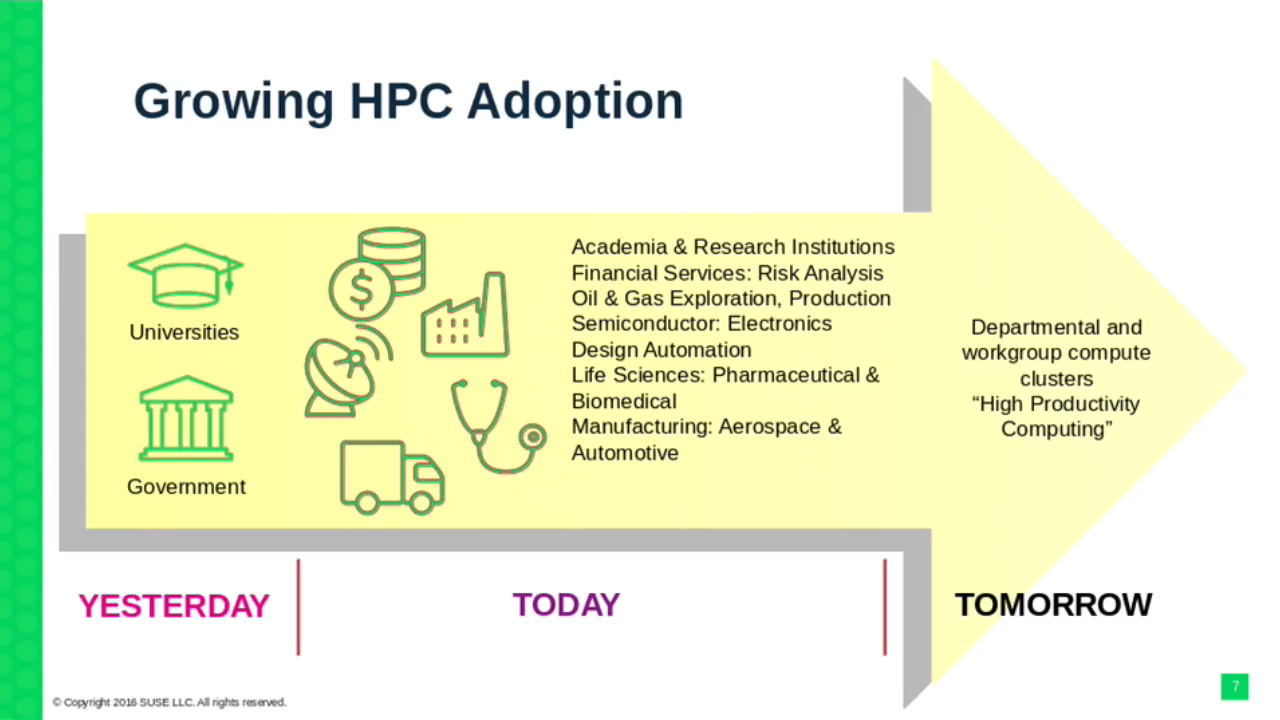 Growing HPC Adoption
Universities
Government
$
Academia & Research Institutions
Financial Services: Risk Analysis
Oil & Gas Exploration, Production
Semiconductor: Electronics
Design Automation
Life Sciences: Pharmaceutical &
Biomedical
Manufacturing: Aerospace &
Automotive
Departmental and
workgroup compute
clusters
“High Productivity
Computing”
YESTERDAY
TODAY
TOMORROW
© Copyright 2016 SUSE LLC. All rights reserved.
7